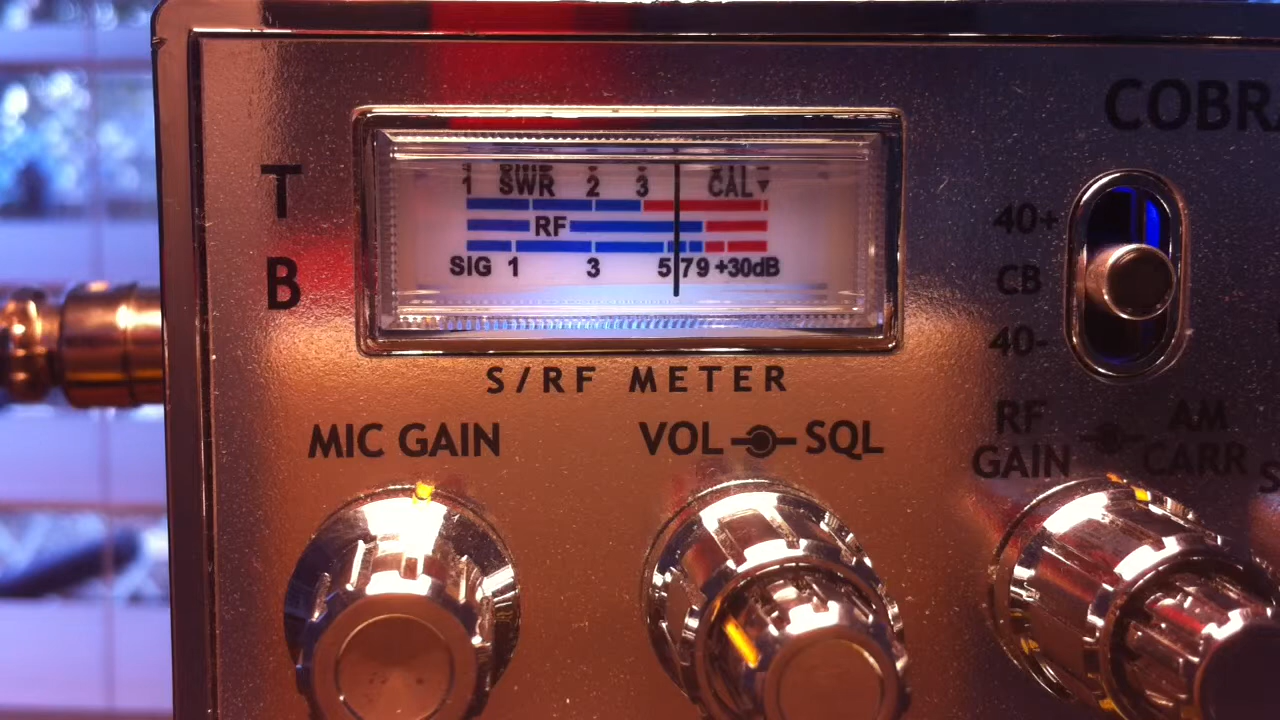 COBR
T
B
1 SWR 2 3 CAL
RF
SIG 1 3 5 7 9 +30dB
S/RF METER
40+
CB
40-
MIC GAIN
VOL SQL
RF GAIN
AM CARR
S